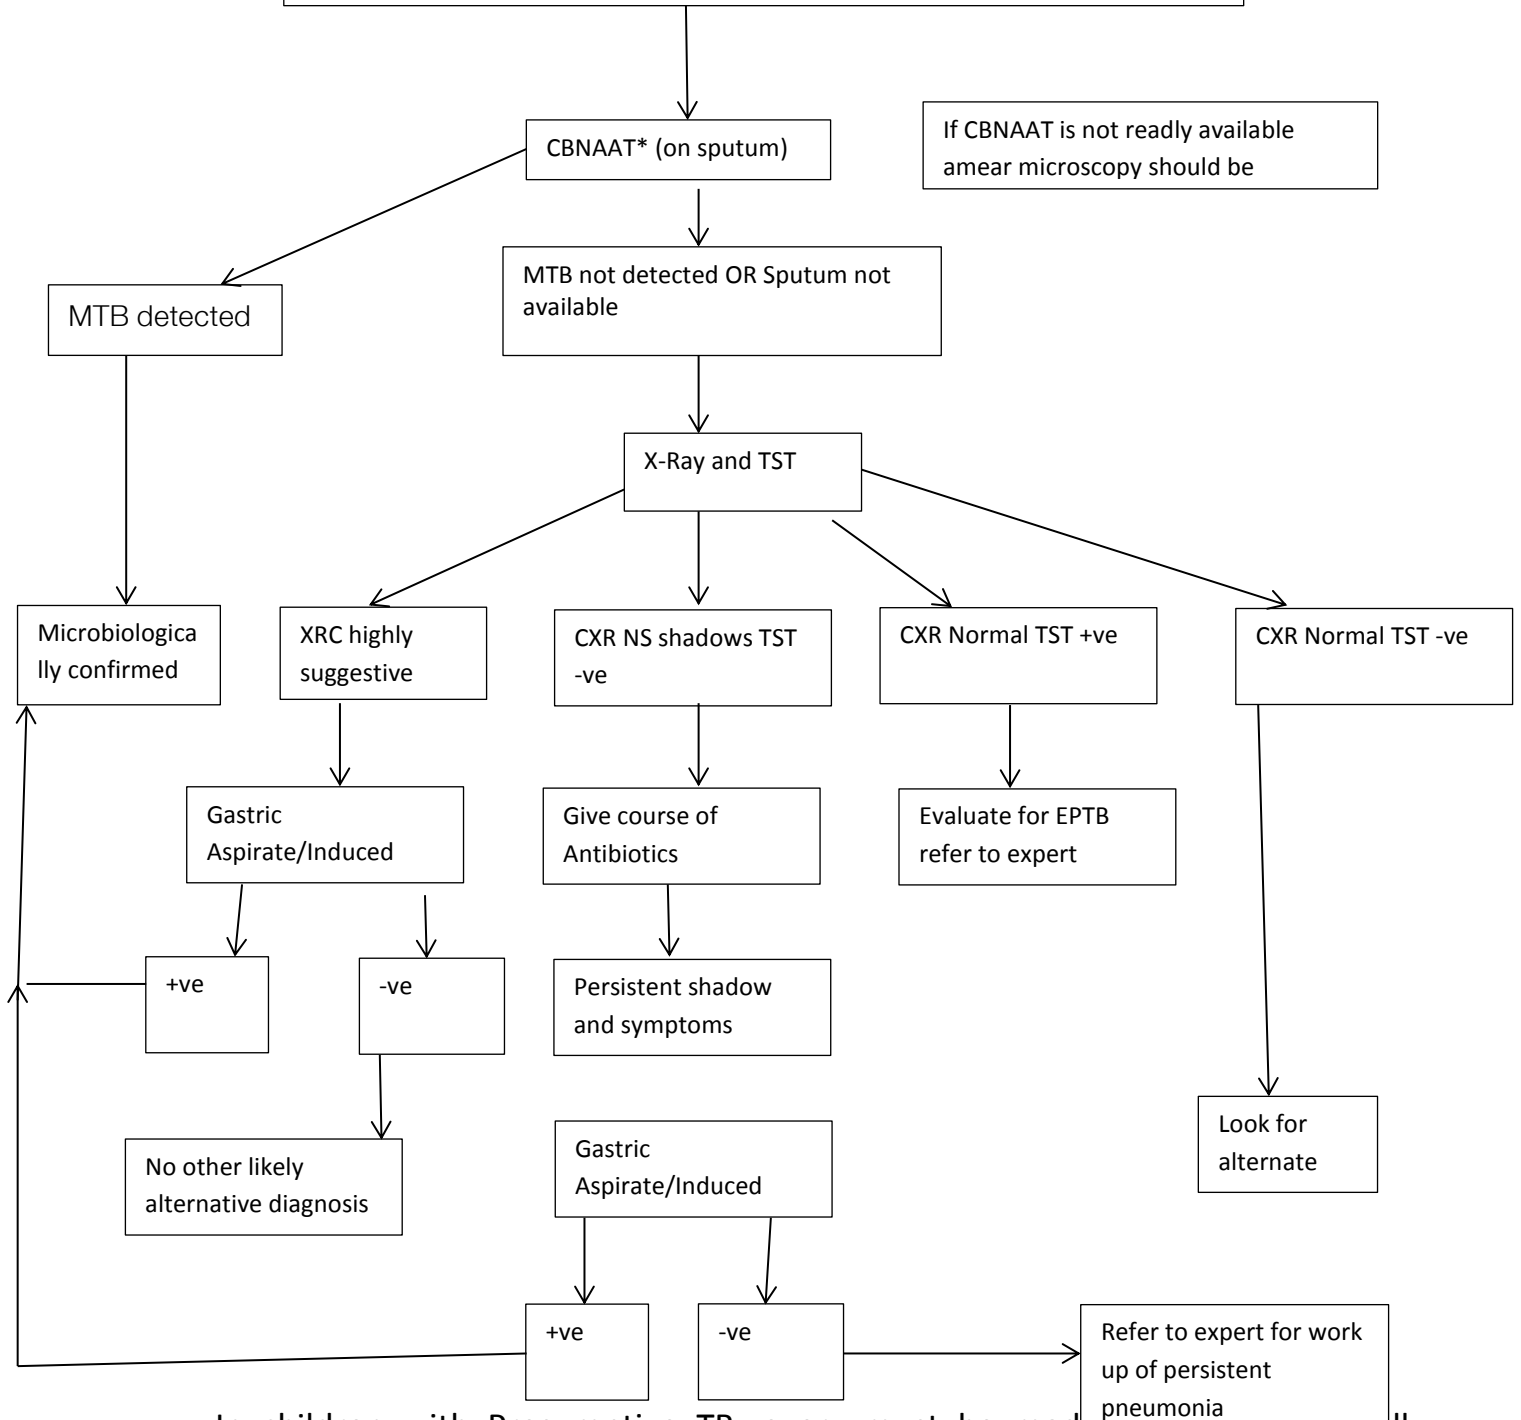 CBNAAT* (on sputum)
If CBNAAT is not readly available
amear microscopy should be
MTB detected
MTB not detected OR Sputum not
available
X-Ray and TST
Microbiologica
lly confirmed
XRC highly
suggestive
CXR NS shadows TST
-ve
CXR Normal TST +ve
CXR Normal TST -ve
Gastric
Aspirate/Induced
Give course of
Antibiotics
Evaluate for EPTB
refer to expert
+ve
-ve
Persistent shadow
and symptoms
No other likely
alternative diagnosis
Gastric
Aspirate/Induced
Look for
alternate
+ve
-ve
Refer to expert for work
up of persistent
pneumonia